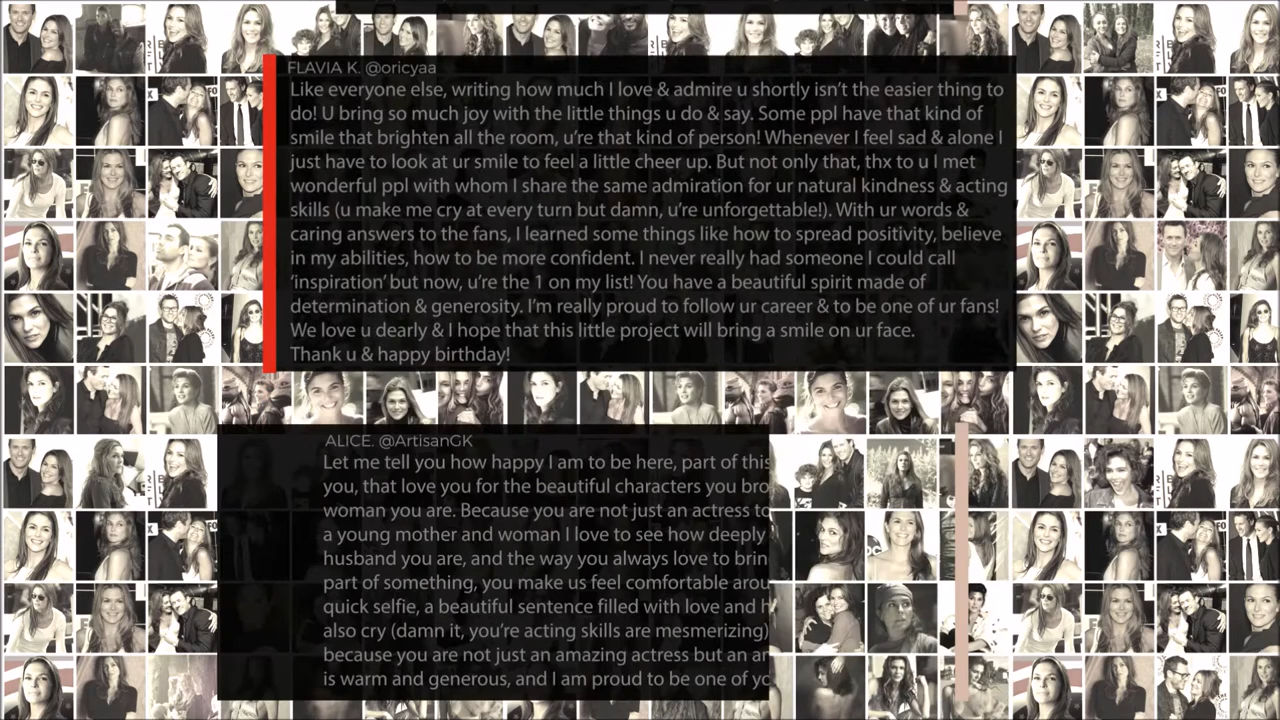 FLAVIA K. @oricyaa
Like everyone else, writing how much I love & admire u shortly isn't the easier thing to
do! U bring so much joy with the little things u do & say. Some ppl have that kind of
smile that brighten all the room, u're that kind of person! Whenever I feel sad & alone I
just have to look at ur smile to feel a little cheer up. But not only that, thx to u I met
wonderful ppl with whom I share the same admiration for ur natural kindness & acting
skills (u make me cry at every turn but damn, u're unforgettable!). With ur words &
caring answers to the fans, I learned some things like how to spread positivity, believe
in my abilities, how to be more confident. I never really had someone I could call
'inspiration' but now, u're the 1 on my list! You have a beautiful spirit made of
determination & generosity. I'm really proud to follow ur career & to be one of ur fans!
We love u dearly & I hope that this little project will bring a smile on ur face.
Thank u & happy birthday!
ALICE. @ArtisanGK
Let me tell you how happy I am to be here, part of this
you, that love you for the beautiful characters you bro
woman you are. Because you are not just an actress to
a young mother and woman I love to see how deeply
husband you are, and the way you always love to brin
part of something, you make us feel comfortable arou
quick selfie, a beautiful sentence filled with love and h
also cry (damn it, you're acting skills are mesmerizing)
because you are not just an amazing actress but an ar
is warm and generous, and I am proud to be one of yo